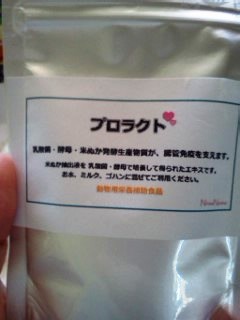 プロラクト
乳酸菌・酵母・米ぬか発酵生産物質が、腸管免疫を支えます。
米ぬか抽出液を 乳酸菌・酵母で培養して得られたエキスです。
お水、ミルク、ゴハンに混ぜてご利用ください。
動物用栄養補助食品